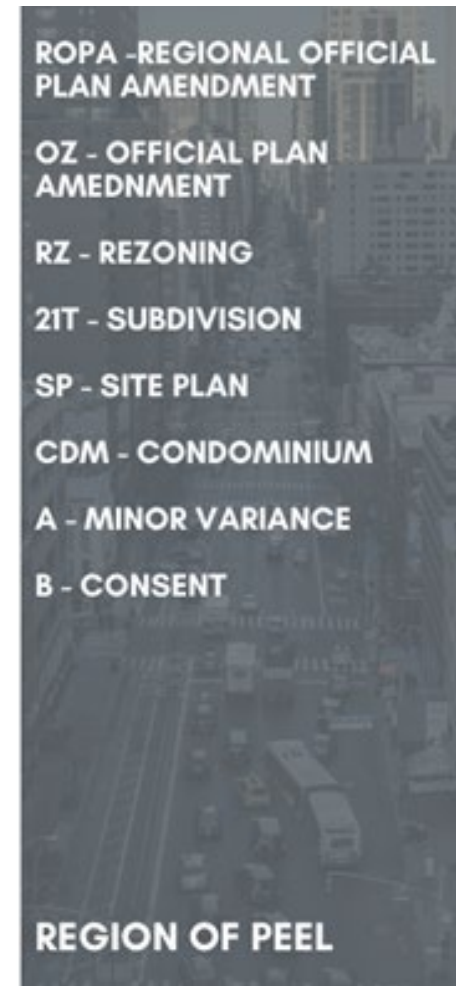 ROPA -REGIONAL OFFICIAL
PLAN AMENDMENT
OZ - OFFICIAL PLAN
AMEDNMENT
RZ - REZONING
21T - SUBDIVISION
SP - SITE PLAN
CDM - CONDOMINIUM
A - MINOR VARIANCE
B - CONSENT
REGION OF PEEL